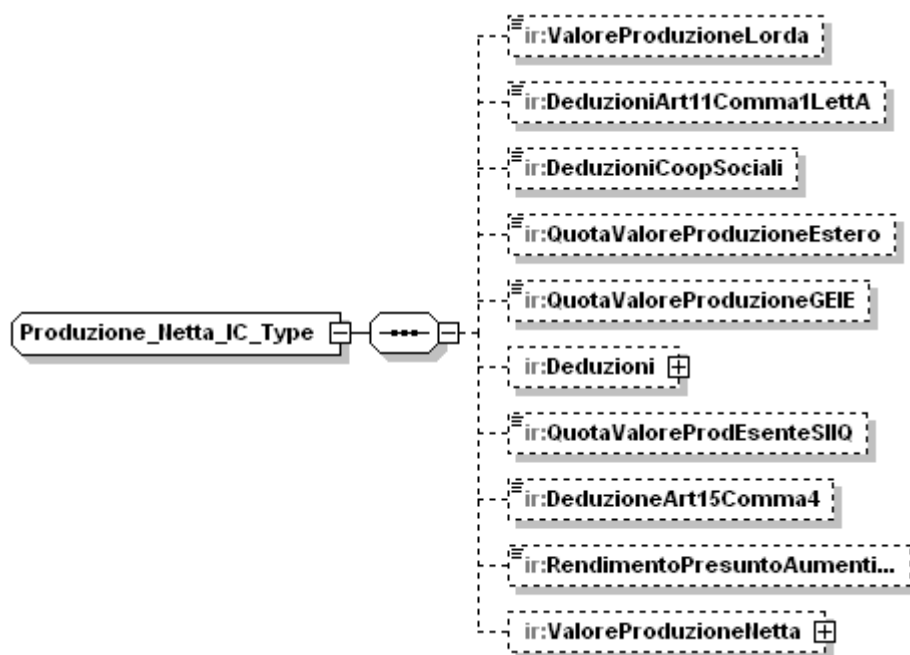 ir:ValoreProduzioneLorda
ir:DeduzioniArt11Comma1LettA
ir:DeduzioniCoopSociali
ir:QuotaValoreProduzioneEstero
ir:QuotaValoreProduzioneGEIE
Produzione_Netta_IC_Type
ir:Deduzioni
ir:QuotaValoreProdEsenteSIIQ
ir:DeduzioneArt15Comma4
ir:RendimentoPresuntoAumenti...
ir:ValoreProduzioneNetta